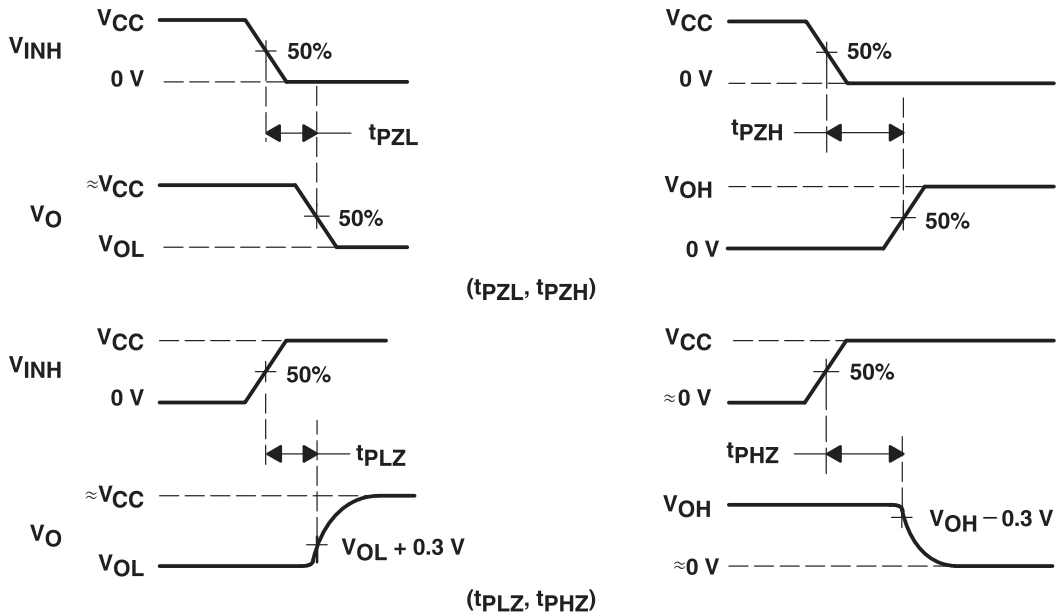 VCC
VINH
50%
0 V
tPZL
≈VCC
VO
50%
VOL
VCC
50%
0 V
tPZH
VOH
50%
0 V
(tPZL, tPZH)
VCC
VINH
50%
0 V
tPLZ
≈VCC
VO
VOL + 0.3 V
VOL
VCC
50%
≈0 V
tPHZ
VOH
VOH – 0.3 V
≈0 V
(tPLZ, tPHZ)